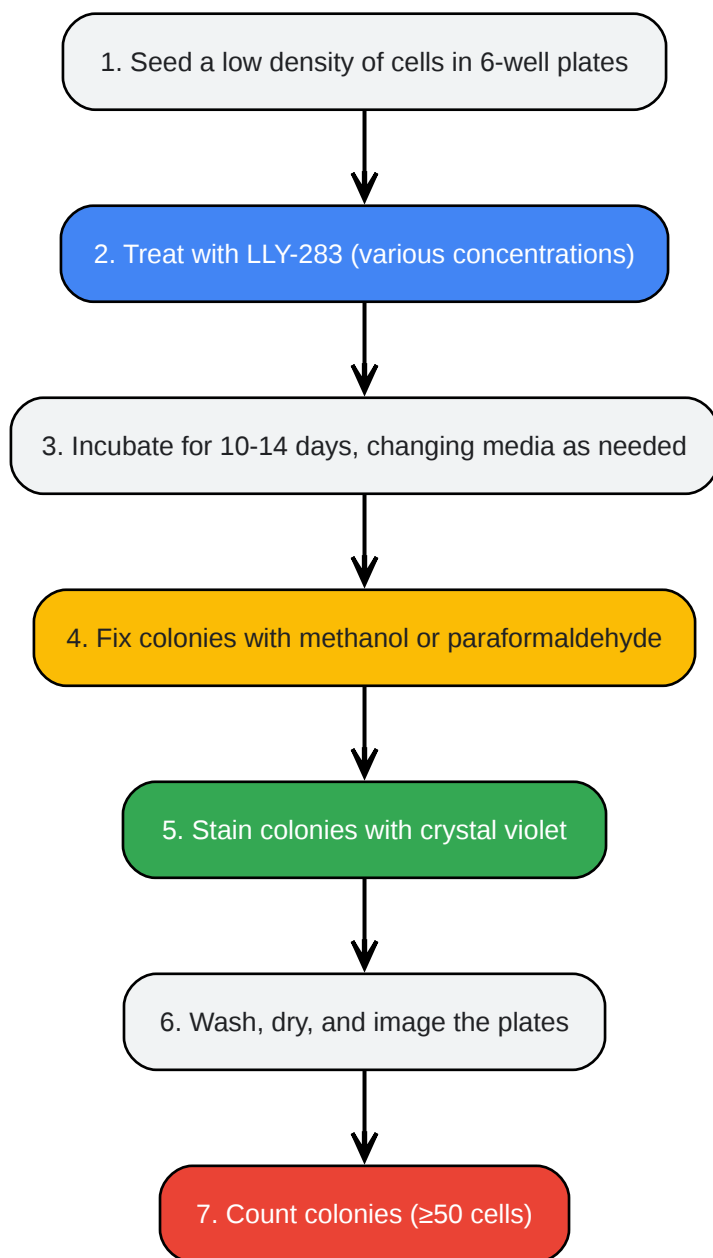 1. Seed a low density of cells in 6-well plates
2. Treat with LLY-283 (various concentrations)
3. Incubate for 10-14 days, changing media as needed
4. Fix colonies with methanol or paraformaldehyde
5. Stain colonies with crystal violet
6. Wash, dry, and image the plates
7. Count colonies (≥50 cells)